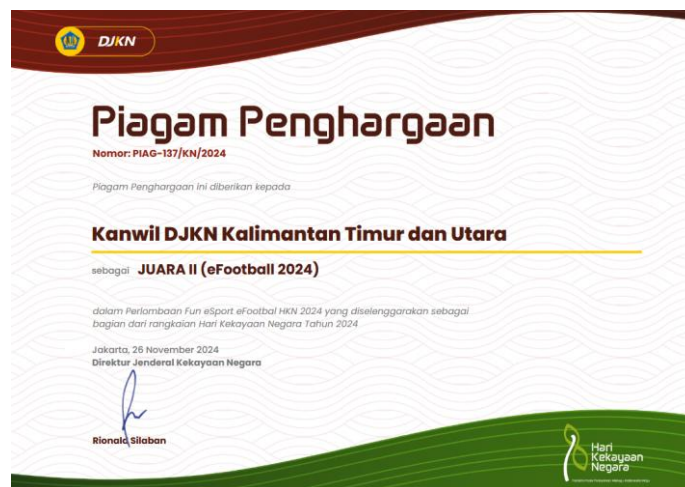 DJKN
Piagam Penghargaan
Nomor: PIAG-137/KN/2024
Piagam Penghargaan ini diberikan kepada
Kanwil DJKN Kalimantan Timur dan Utara
sebagai JUARA II (eFootball 2024)
dalam Perlombaan Fun eSport eFootbal HKN 2024 yang diselenggarakan sebagai
bagian dari rangkaian Hari Kekayaan Negara Tahun 2024
Jakarta, 26 November 2024
Direktur Jenderal Kekayaan Negara
Rionald Silaban
Hari
Kekayaan
Negara